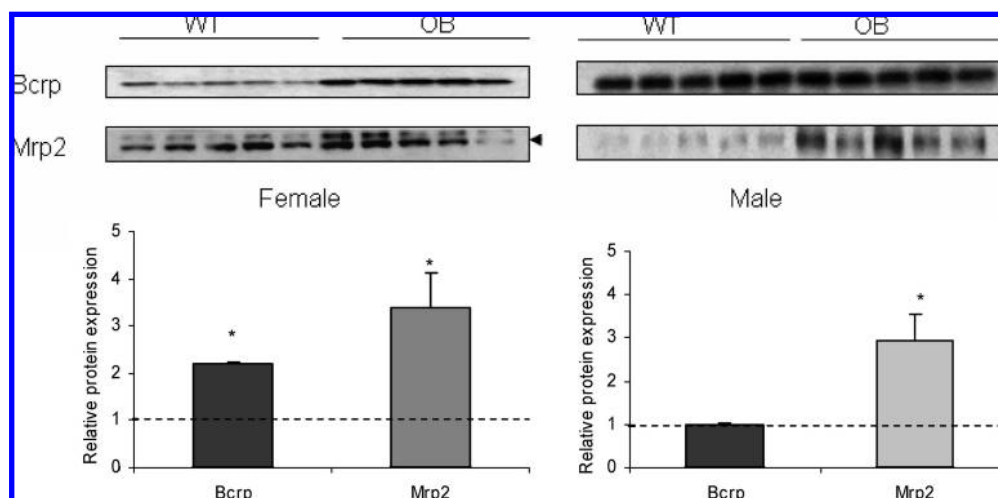 WT OB WT OB
Bcrp
Mrp2
Female Male
Relative protein expression
5
4
3
2
1
0
*
*
Bcrp Mrp2
Relative protein expression
5
4
3
2
1
0
*
Bcrp Mrp2